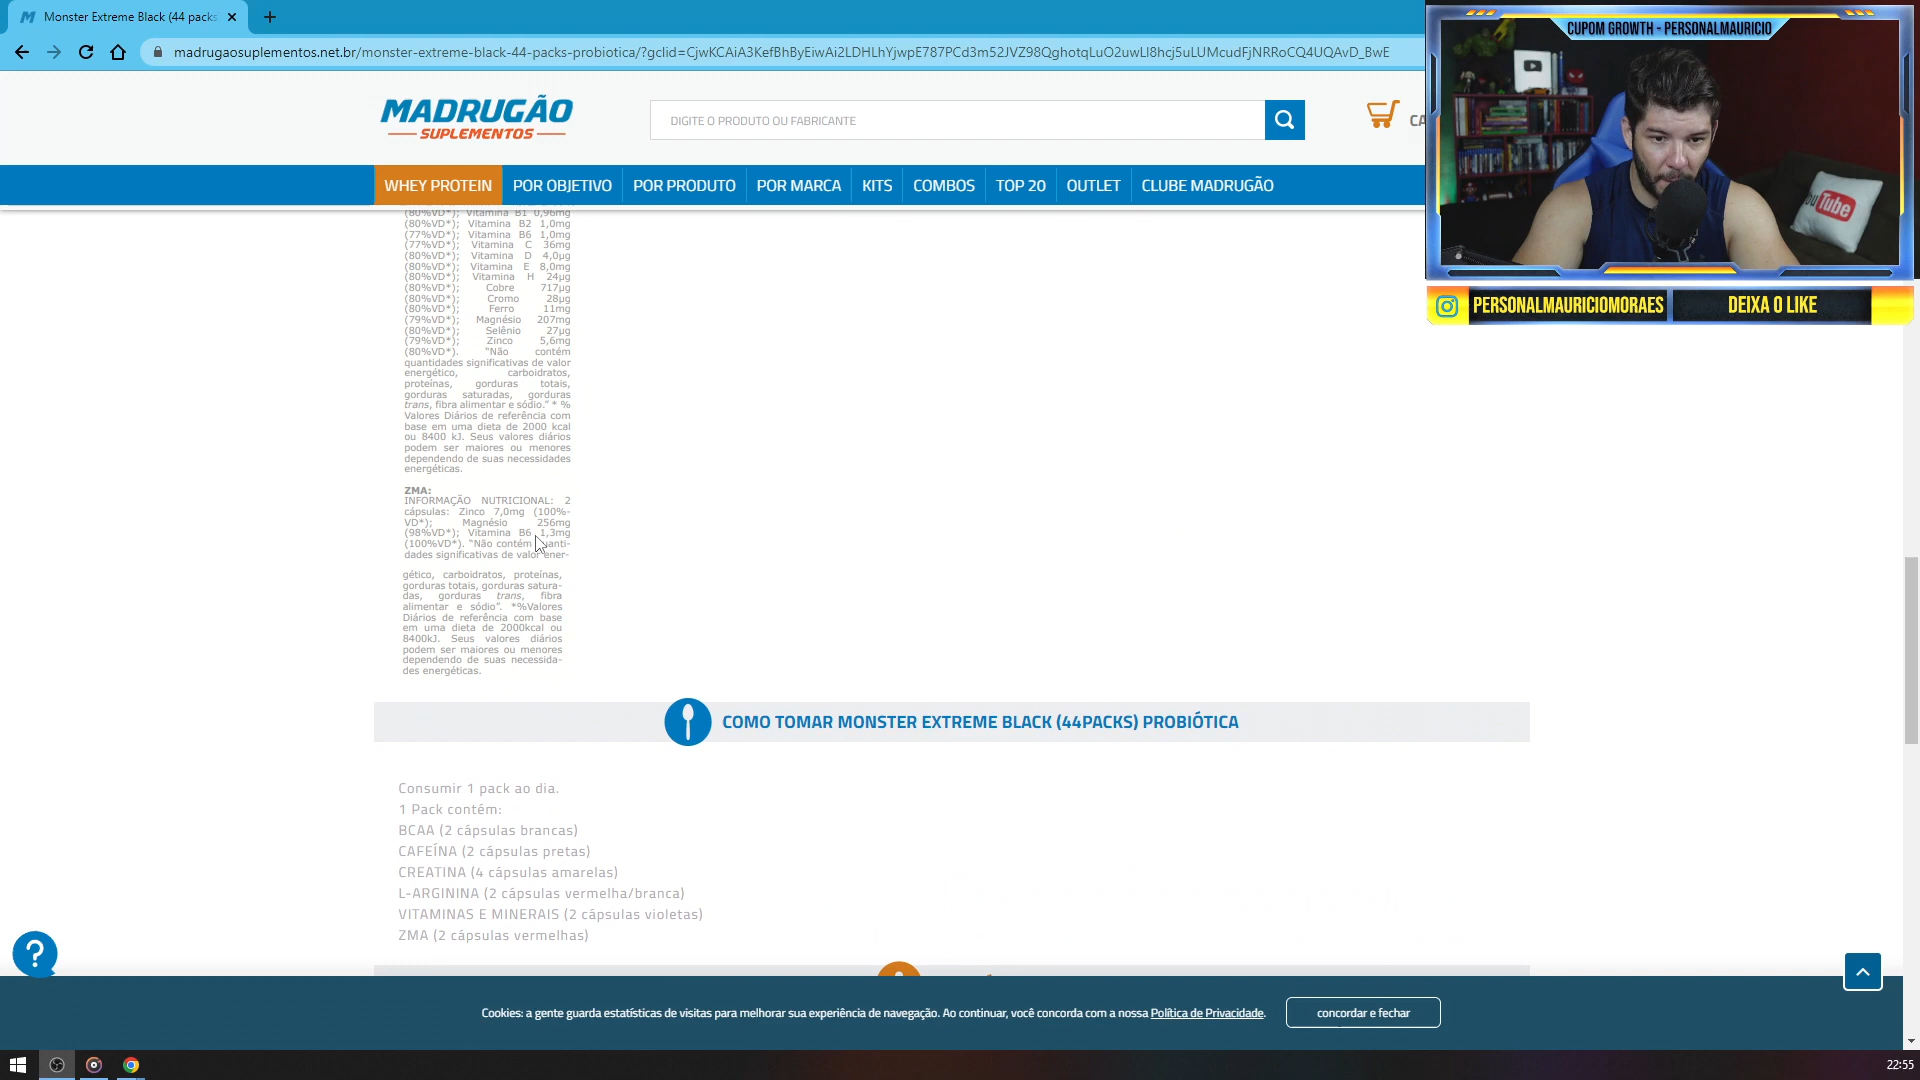 Monster Extreme Black (44 packs
madrugaosuplementos.net.br/monster-extreme-black-44-packs-probiotica/?gclid=CjwKCAiA3KefBhByEiwAi2LDHLhYjwpE787PCd3m52JVZ98QghotqLuO2uwLl8hcj5uLUMcudFjNRRoCQ4UQAvD_BwE
CUPOM GROWTH - PERSONALMAURICIO
MADRUGÃO
SUPLEMENTOS
DIGITE O PRODUTO OU FABRICANTE
CA
WHEY PROTEIN
POR OBJETIVO
POR PRODUTO
POR MARCA
KITS
COMBOS
TOP 20
OUTLET
CLUBE MADRUGÃO
You Tube
PERSONALMAURICIOMORAES
DEIXA O LIKE
(80%VD*); Vitamina B1 0,96mg
(80%VD*); Vitamina B2 1,0mg
(77%VD*); Vitamina B6 1,0mg
(77%VD*); Vitamina C 36mg
(80%VD*); Vitamina D 4,0µg
(80%VD*); Vitamina E 8,0mg
(80%VD*); Vitamina H 24µg
(80%VD*); Cobre 717µg
(80%VD*); Cromo 28µg
(80%VD*); Ferro 11mg
(79%VD*); Magnésio 207mg
(80%VD*); Selênio 27µg
(79%VD*); Zinco 5,6mg
(80%VD*). “Não contém
quantidades significativas de valor
energético, carboidratos,
proteínas, gorduras totais,
gorduras saturadas, gorduras
trans, fibra alimentar e sódio.” * %
Valores Diários de referência com
base em uma dieta de 2000 kcal
ou 8400 kJ. Seus valores diários
podem ser maiores ou menores
dependendo de suas necessidades
energéticas.
ZMA:
INFORMAÇÃO NUTRICIONAL: 2
cápsulas: Zinco 7,0mg (100%-
VD*); Magnésio 256mg
(98%VD*); Vitamina B6 1,3mg
(100%VD*). “Não contém quanti-
dades significativas de valor ener-
gético, carboidratos, proteínas,
gorduras totais, gorduras satura-
das, gorduras trans, fibra
alimentar e sódio”. *%Valores
Diários de referência com base
em uma dieta de 2000kcal ou
8400kJ. Seus valores diários
podem ser maiores ou menores
dependendo de suas necessida-
des energéticas.
COMO TOMAR MONSTER EXTREME BLACK (44PACKS) PROBIÓTICA
Consumir 1 pack ao dia.
1 Pack contém:
BCAA (2 cápsulas brancas)
CAFEÍNA (2 cápsulas pretas)
CREATINA (4 cápsulas amarelas)
L-ARGININA (2 cápsulas vermelha/branca)
VITAMINAS E MINERAIS (2 cápsulas violetas)
ZMA (2 cápsulas vermelhas)
Cookies: a gente guarda estatísticas de visitas para melhorar sua experiência de navegação. Ao continuar, você concorda com a nossa Política de Privacidade.
concordar e fechar
22:55